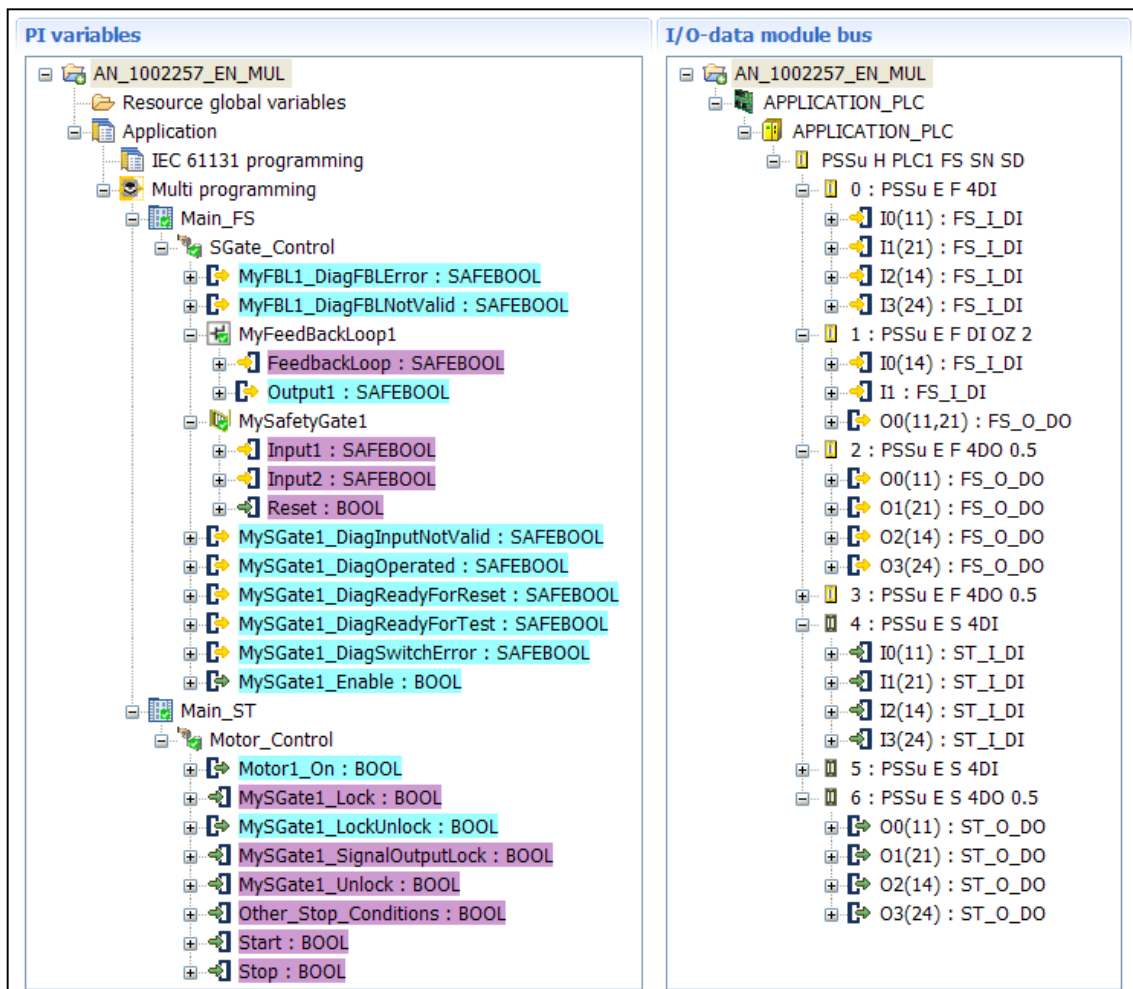 PI variables
AN_1002257_EN_MUL
Resource global variables
Application
IEC 61131 programming
Multi programming
Main_FS
SGate_Control
MyFBL1_DiagFBLError : SAFEBOOL
MyFBL1_DiagFBLNotValid : SAFEBOOL
MyFeedBackLoop1
FeedbackLoop : SAFEBOOL
Output1 : SAFEBOOL
MySafetyGate1
Input1 : SAFEBOOL
Input2 : SAFEBOOL
Reset : BOOL
MySGate1_DiagInputNotValid : SAFEBOOL
MySGate1_DiagOperated : SAFEBOOL
MySGate1_DiagReadyForReset : SAFEBOOL
MySGate1_DiagReadyForTest : SAFEBOOL
MySGate1_DiagSwitchError : SAFEBOOL
MySGate1_Enable : BOOL
Main_ST
Motor_Control
Motor1_On : BOOL
MySGate1_Lock : BOOL
MySGate1_LockUnlock : BOOL
MySGate1_SignalOutputLock : BOOL
MySGate1_Unlock : BOOL
Other_Stop_Conditions : BOOL
Start : BOOL
Stop : BOOL
I/O-data module bus
AN_1002257_EN_MUL
APPLICATION_PLC
APPLICATION_PLC
PSSu H PLC1 FS SN SD
0 : PSSu E F 4DI
I0(11) : FS_I_DI
I1(21) : FS_I_DI
I2(14) : FS_I_DI
I3(24) : FS_I_DI
1 : PSSu E F DI OZ 2
I0(14) : FS_I_DI
I1 : FS_I_DI
O0(11,21) : FS_O_DO
2 : PSSu E F 4DO 0.5
O0(11) : FS_O_DO
O1(21) : FS_O_DO
O2(14) : FS_O_DO
O3(24) : FS_O_DO
3 : PSSu E F 4DO 0.5
4 : PSSu E S 4DI
I0(11) : ST_I_DI
I1(21) : ST_I_DI
I2(14) : ST_I_DI
I3(24) : ST_I_DI
5 : PSSu E S 4DI
6 : PSSu E S 4DO 0.5
O0(11) : ST_O_DO
O1(21) : ST_O_DO
O2(14) : ST_O_DO
O3(24) : ST_O_DO